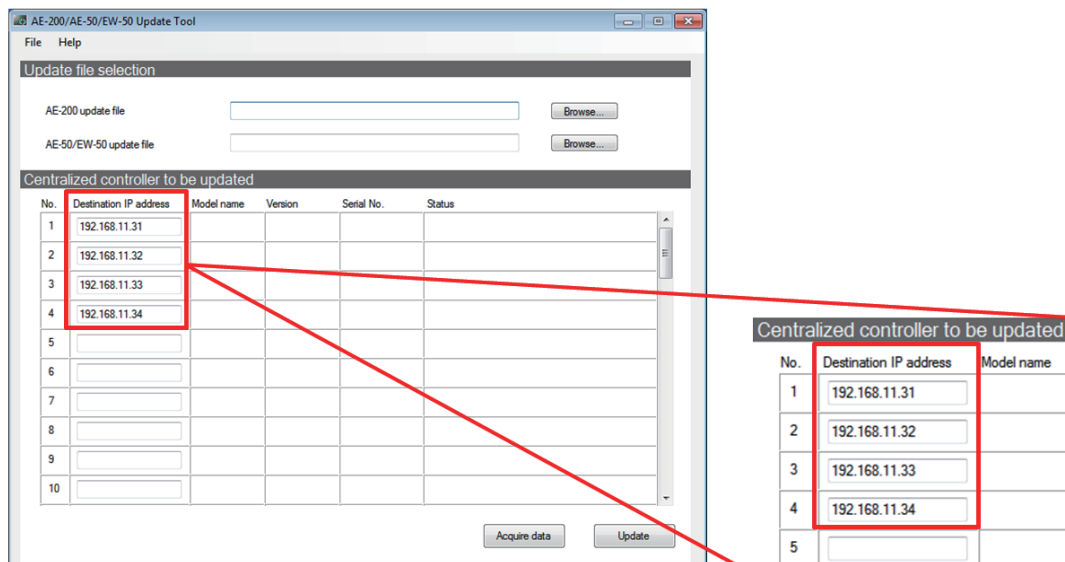 AE-200/AE-50/EW-50 Update Tool
File Help
Update file selection
AE-200 update file Browse...
AE-50/EW-50 update file Browse...
Centralized controller to be updated
No. Destination IP address Model name Version Serial No. Status
1 192.168.11.31
2 192.168.11.32
3 192.168.11.33
4 192.168.11.34
5
6
7
8
9
10
Acquire data Update
Centralized controller to be updated
No. Destination IP address Model name
1 192.168.11.31
2 192.168.11.32
3 192.168.11.33
4 192.168.11.34
5